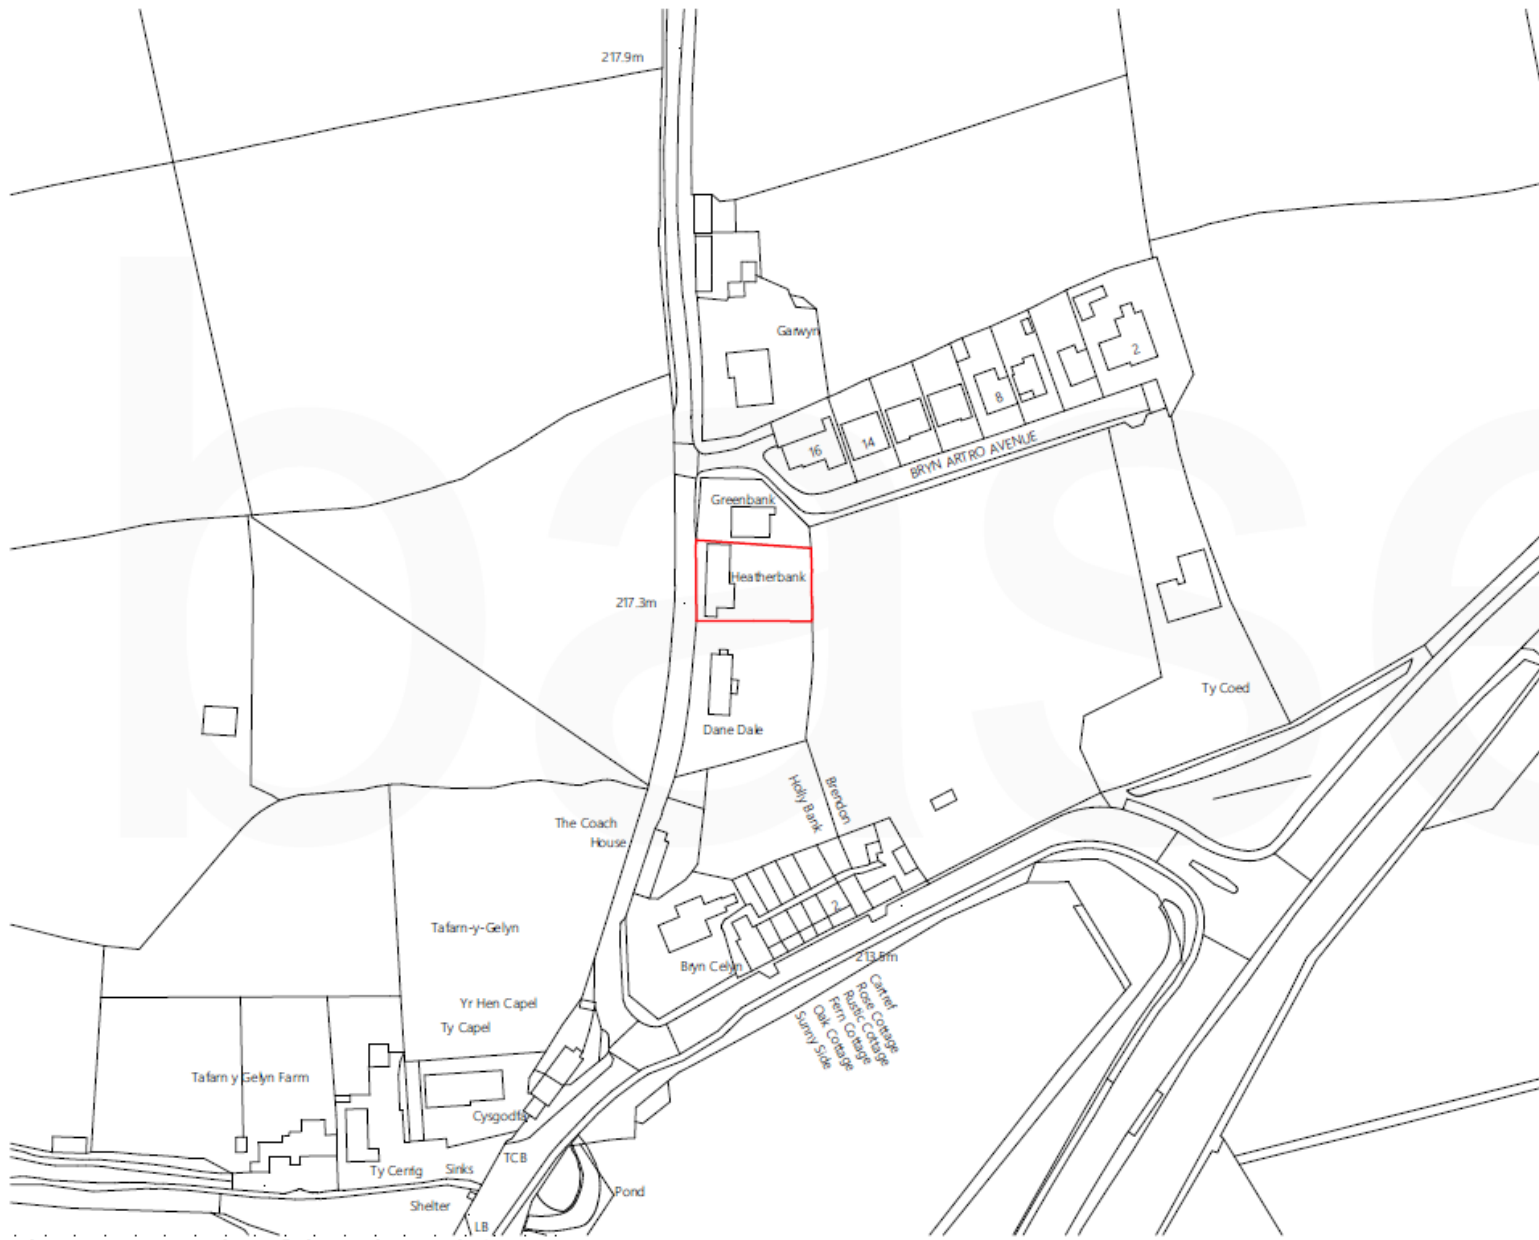 217.9m
Garwyn
2
8
16
14
BRYN ARTRO AVENUE
Greenbank
Heatherbank
217.3m
Ty Coed
Dane Dale
Brendon
Holly Bank
The Coach
House
2
Tafarn-y-Gelyn
213.5m
Bryn Celyn
Cartref
Rose Cottage
Rustic Cottage
Fern Cottage
Oak Cottage
Sunny Side
Yr Hen Capel
Ty Capel
Tafarn y Gelyn Farm
Cysgodfa
TCB
Ty Cerrig
Sinks
Pond
Shelter
LB
base